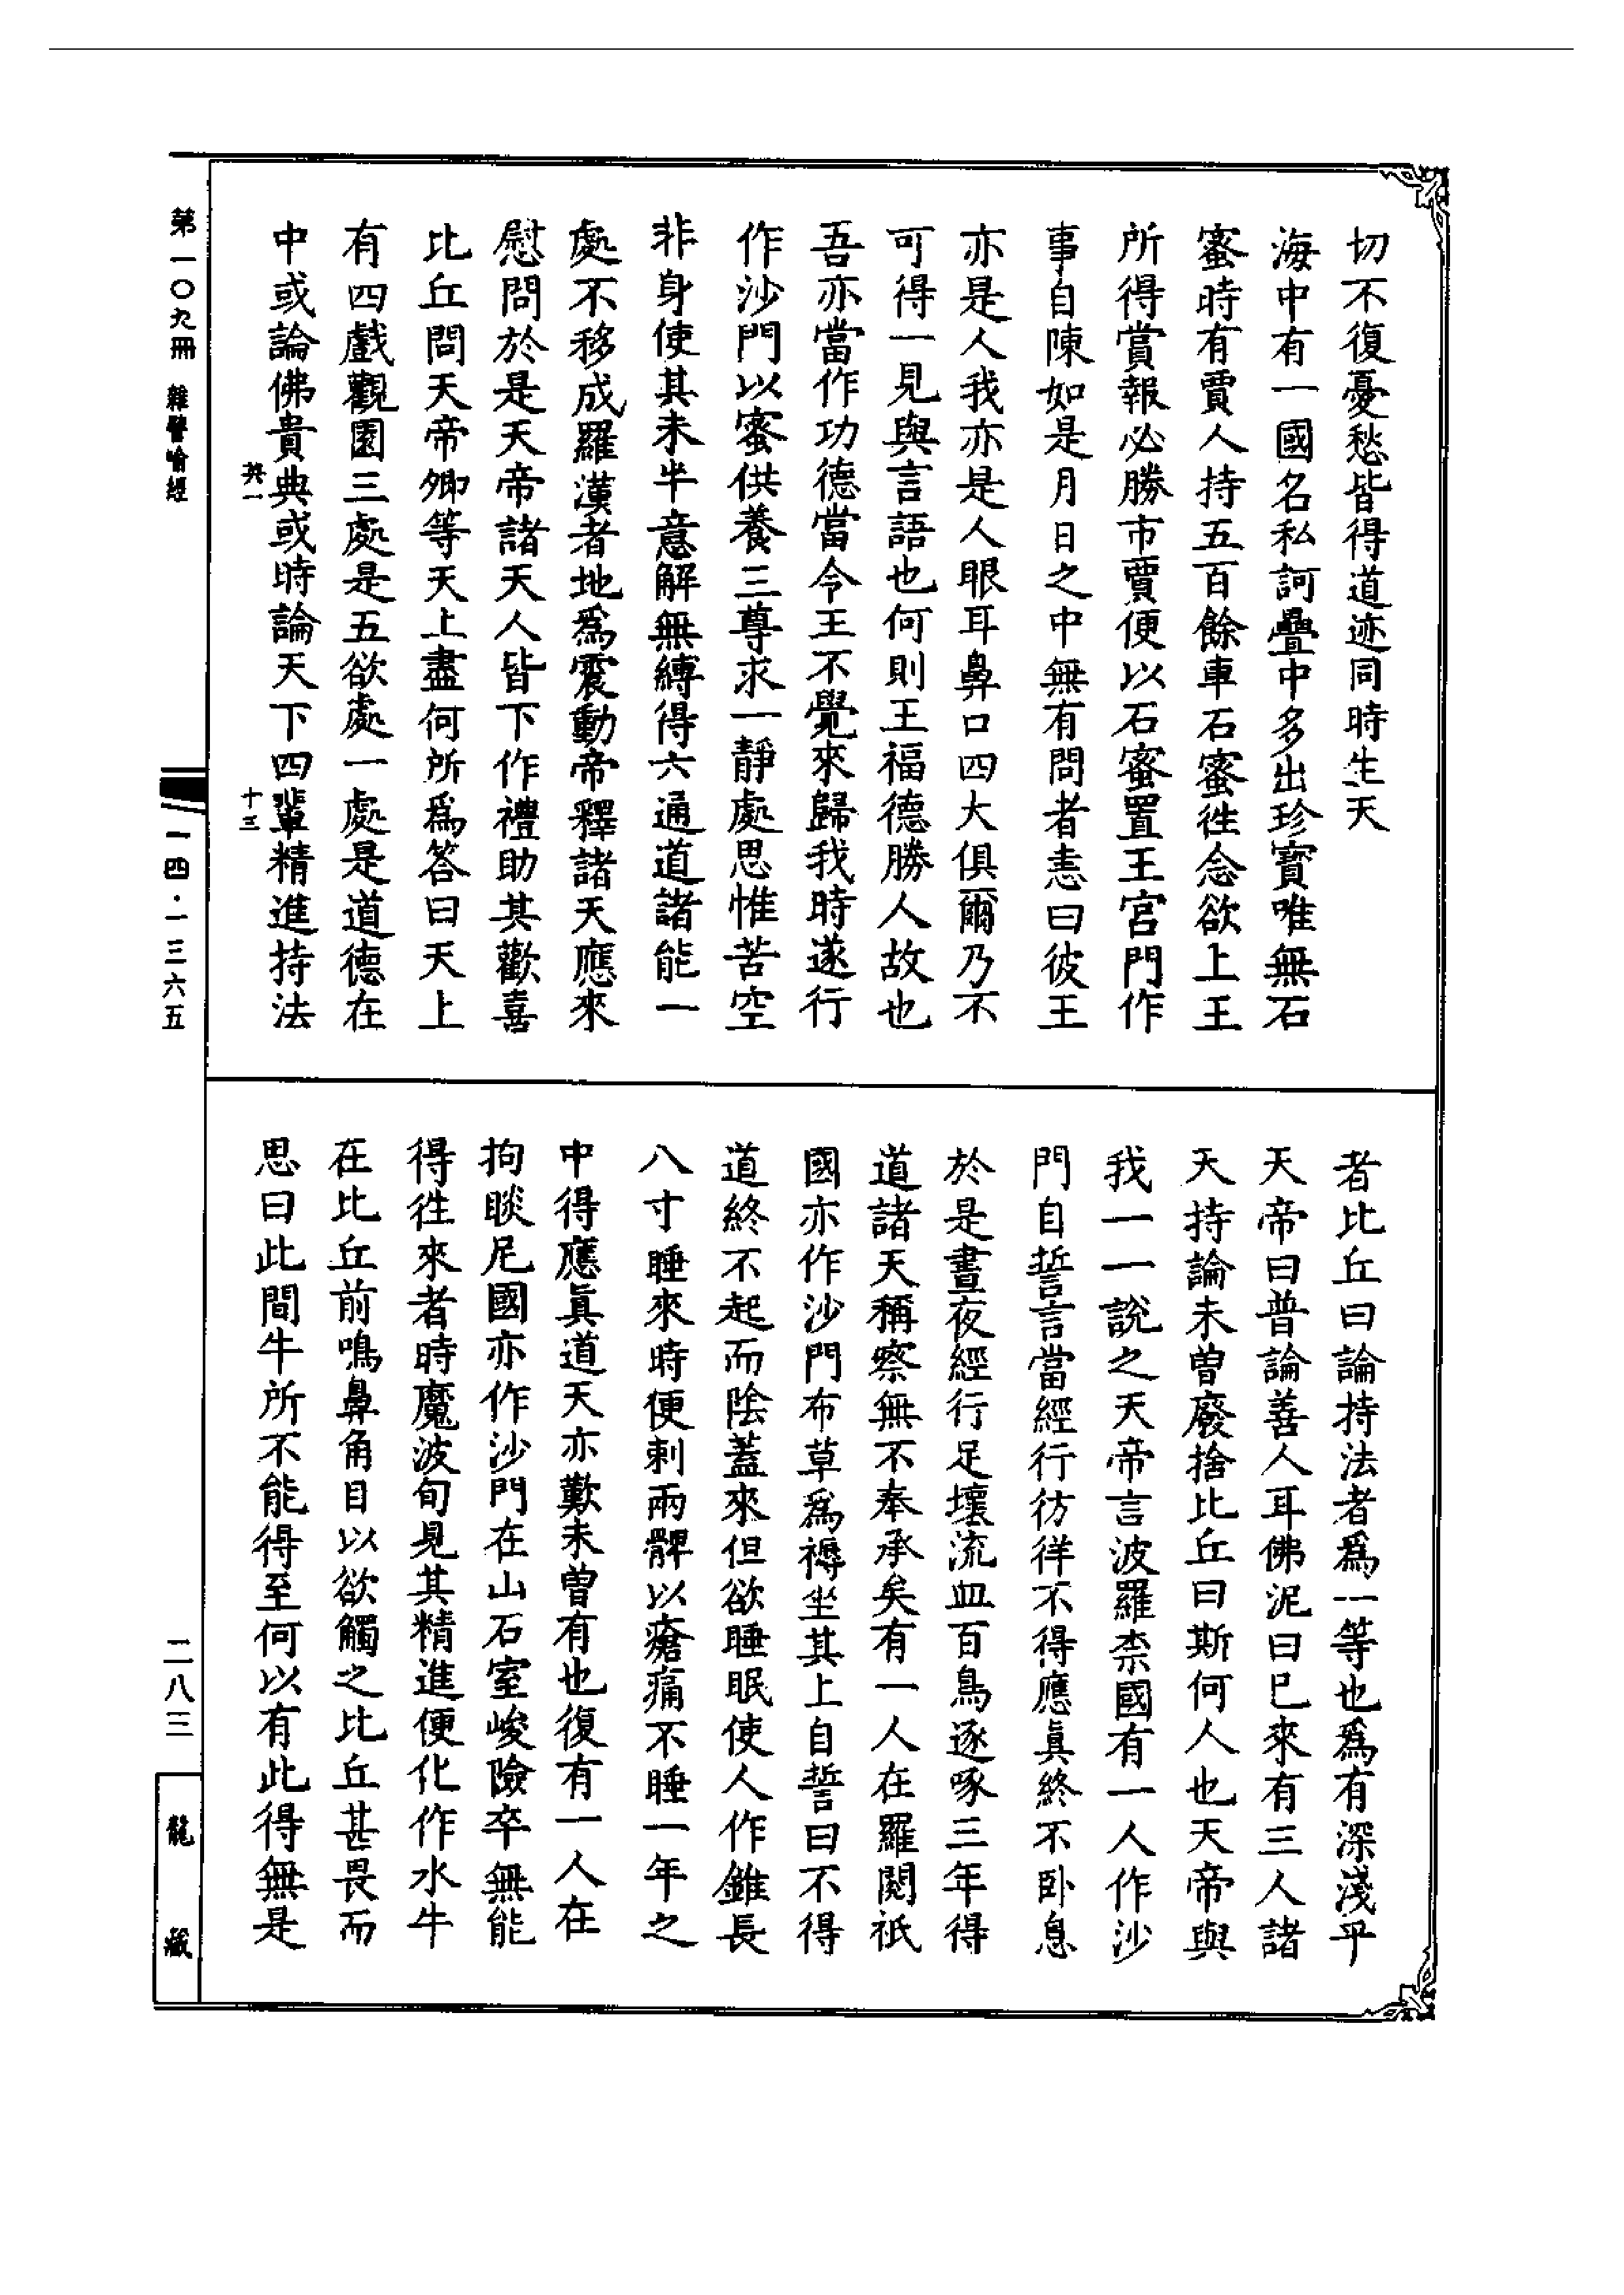 切不復憂愁皆得道迹同時生天
海中有一國名私訶疊中多出珍寳唯無石
蜜時有賈人持五百餘車石蜜徃念欲上王
所得賞報必勝市賣便以石蜜置王宮門作
事自陳如是月日之中無有問者恚曰彼王
亦是人我亦是人眼耳鼻口四大俱爾乃不
可得一見與言語也何則王福德勝人故也
吾亦當作功德當令王不覺來歸我時遂行
作沙門以蜜供養三尊求一靜處思惟苦空
非身使其未半意解無縛得六通道諸能一
處不移成羅漢者地爲震動帝釋諸天應來
慰問於是天帝諸天人皆下作禮助其歡喜
比丘問天帝卿等天上盡何所爲答曰天上
有四戲觀園三處是五欲處一處是道德在
中或論佛貴典或時論天下四輩精進持法
者比丘曰論持法者爲一等也爲有深淺乎
天帝曰普論善人耳佛泥曰已來有三人諸
天持論未曾廢捨比丘曰斯何人也天帝與
我一一說之天帝言波羅柰國有一人作沙
門自誓言當經行彷徉不得應眞終不卧息
於是晝夜經行足壞流血百鳥逐啄三年得
道諸天稱察無不奉承矣有一人在羅閱祇
國亦作沙門布草爲褥坐其上自誓曰不得
道終不起而陰蓋來但欲睡眠使人作錐長
八寸睡來時便刺兩髀以瘡痛不睡一年之
中得應眞道天亦歎未曾有也復有一人在
拘睒尼國亦作沙門在山石室峻險卒無能
得徃來者時魔波旬見其精進便化作水牛
在比丘前鳴鼻角目以欲觸之比丘甚畏而
思曰此間牛所不能得至何以有此得無是
英一 十三
第一〇九冊 雜譬喻經
一四·一三六五
二八三
龍藏